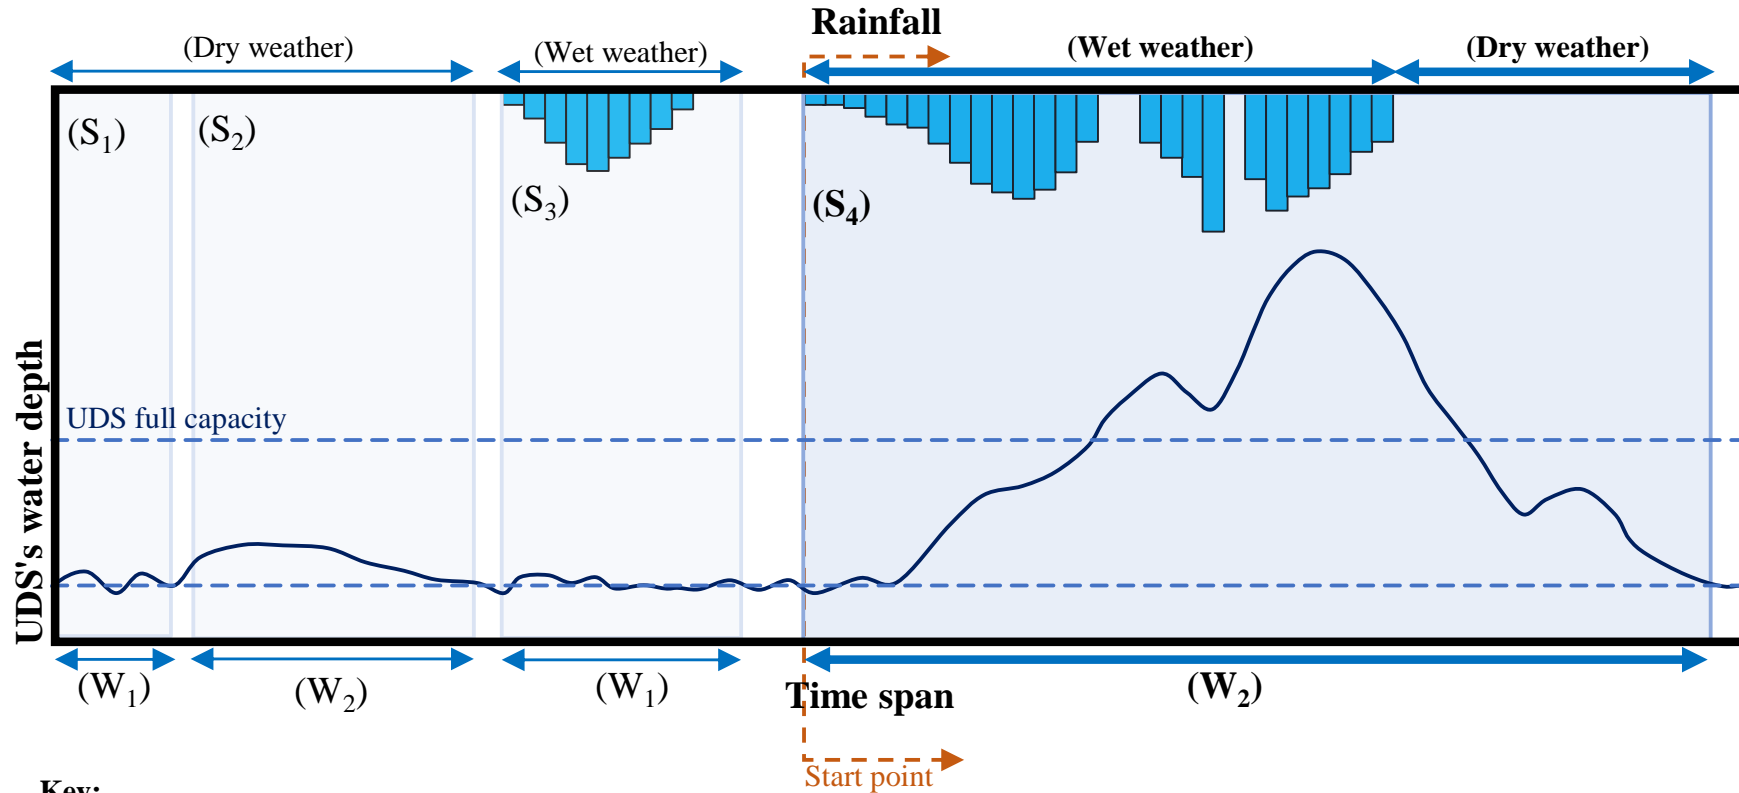 Rainfall
(Dry weather)
(Wet weather)
(Wet weather)
(Dry weather)
(S1)
(S2)
(S3)
(S4)
UDS's water depth
UDS full capacity
(W1)
(W2)
(W1)
Time span
(W2)
Start point
Key: